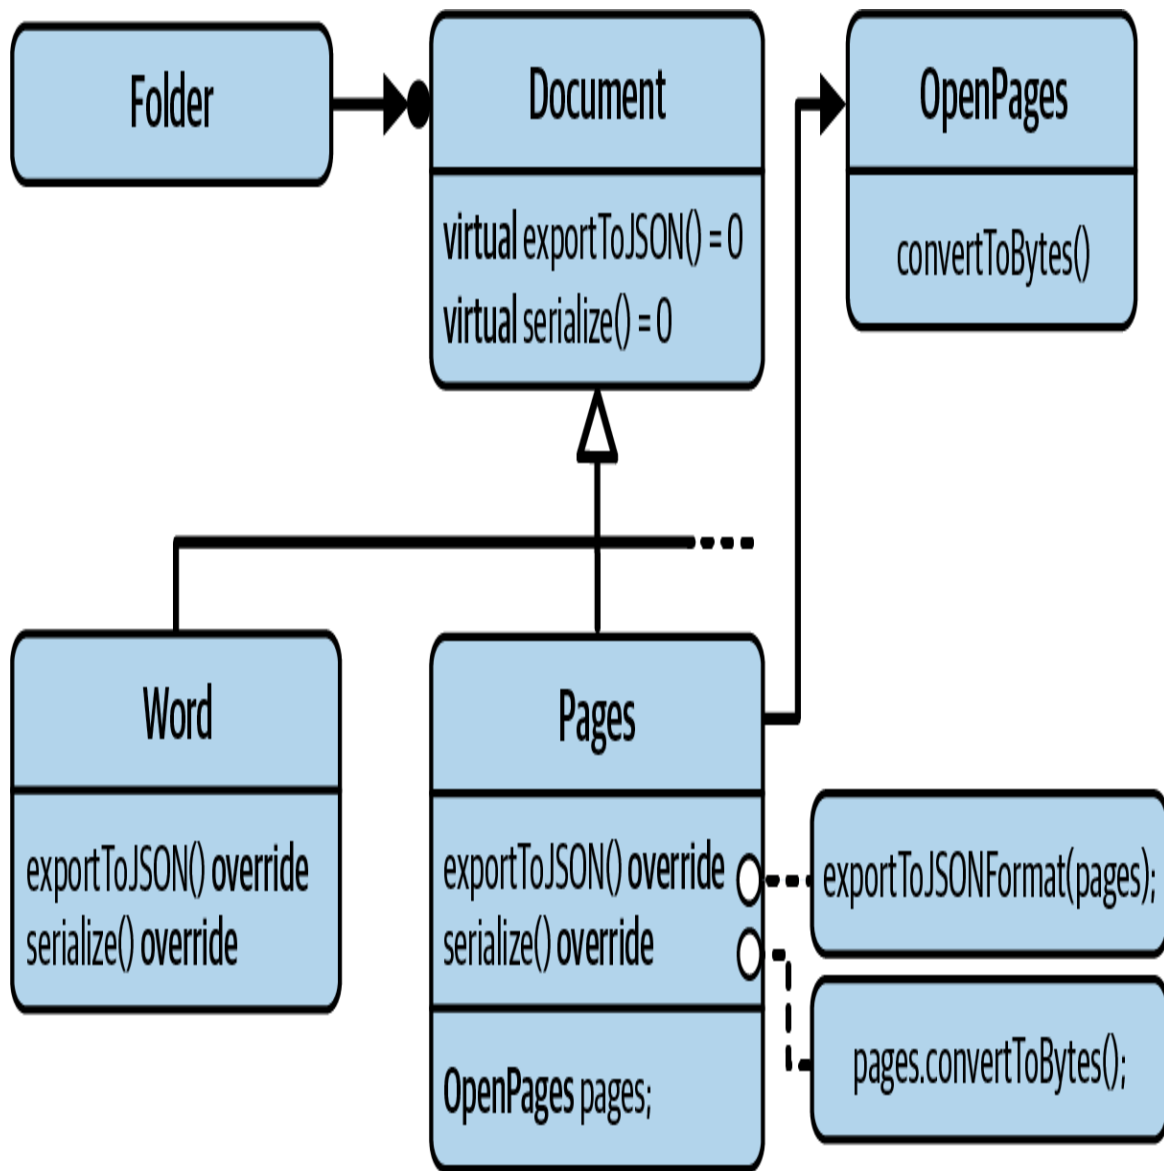 Folder
Document
virtual exportToJSON() = 0
virtual serialize() = 0
OpenPages
convertToBytes()
Word
exportToJSON() override
serialize() override
Pages
exportToJSON() override
serialize() override
OpenPages pages;
exportToJSONFormat(pages);
pages.convertToBytes();